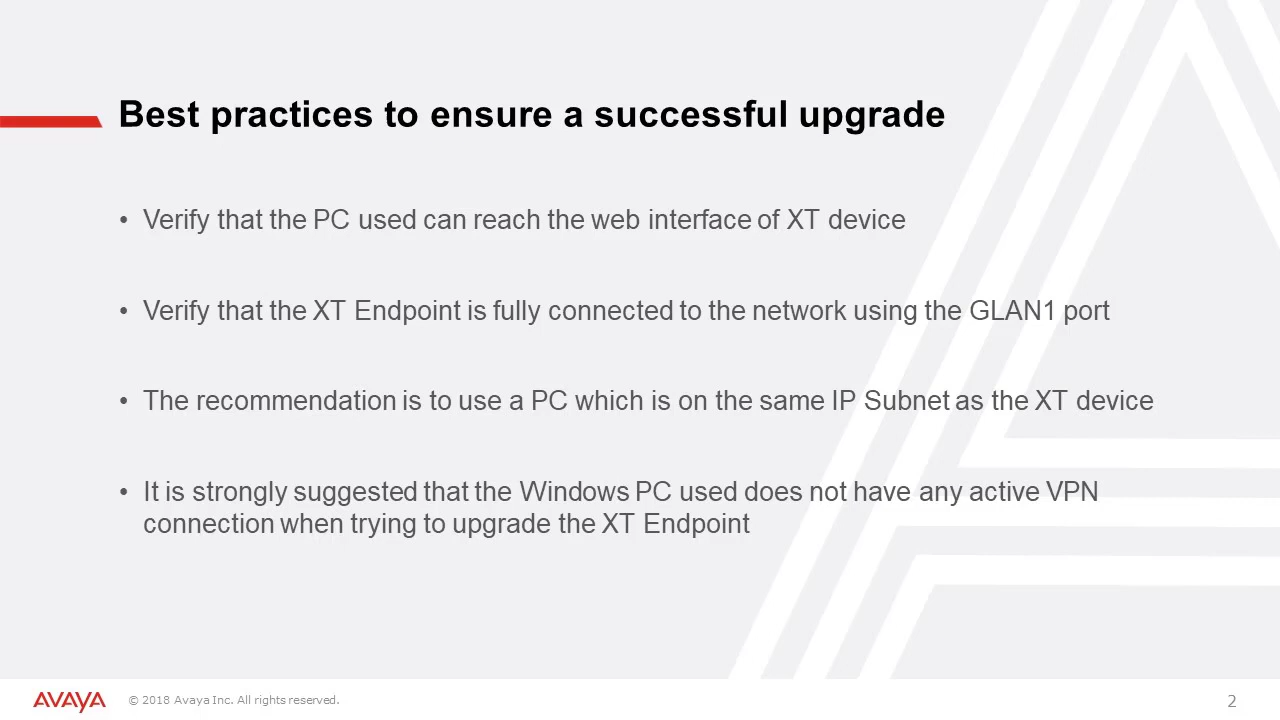 Best practices to ensure a successful upgrade
• Verify that the PC used can reach the web interface of XT device
• Verify that the XT Endpoint is fully connected to the network using the GLAN1 port
• The recommendation is to use a PC which is on the same IP Subnet as the XT device
• It is strongly suggested that the Windows PC used does not have any active VPN
connection when trying to upgrade the XT Endpoint
AVAYA © 2018 Avaya Inc. All rights reserved. 2